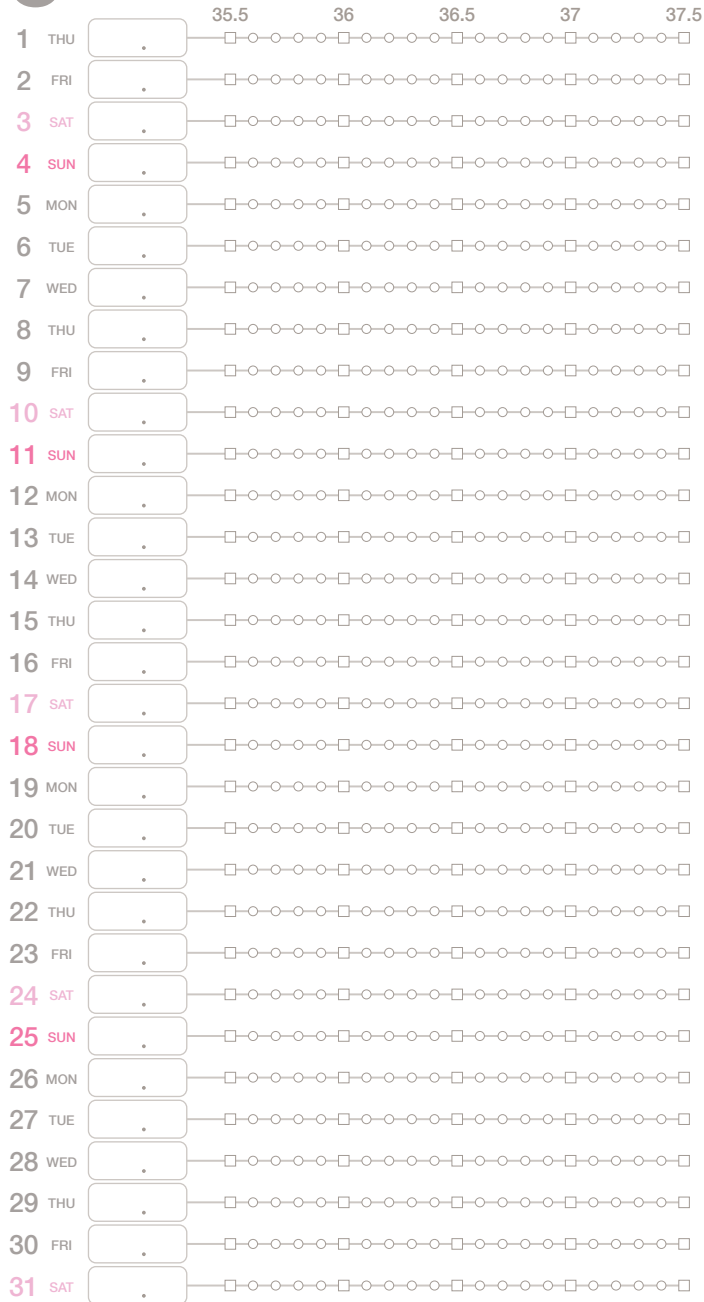 35.5 36 36.5 37 37.5
1 THU .
2 FRI .
3 SAT .
4 SUN .
5 MON .
6 TUE .
7 WED .
8 THU .
9 FRI .
10 SAT .
11 SUN .
12 MON .
13 TUE .
14 WED .
15 THU .
16 FRI .
17 SAT .
18 SUN .
19 MON .
20 TUE .
21 WED .
22 THU .
23 FRI .
24 SAT .
25 SUN .
26 MON .
27 TUE .
28 WED .
29 THU .
30 FRI .
31 SAT .